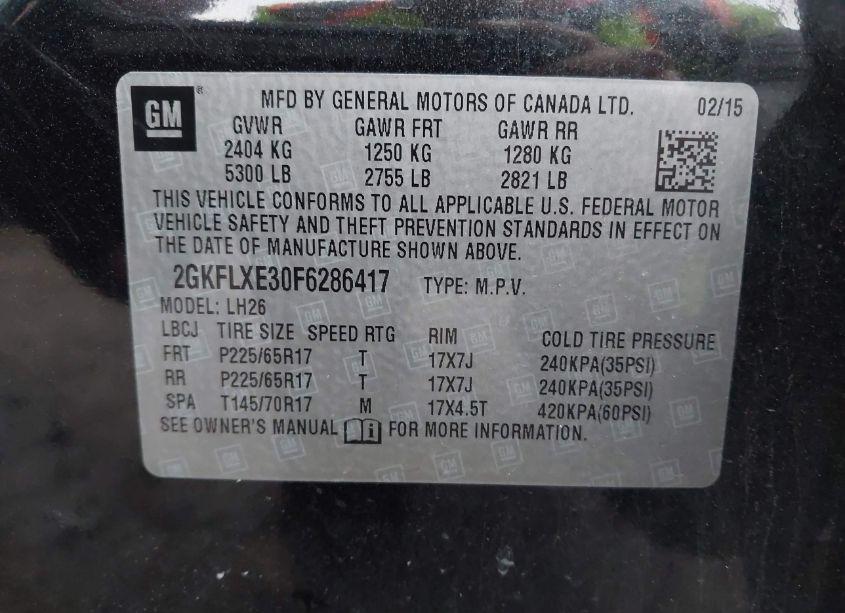 GM ® MFD BY GENERAL MOTORS OF CANADA LTD. 02/15
GVWR GAWR FRT GAWR RR
2404 KG 1250 KG 1280 KG
5300 LB 2755 LB 2821 LB
THIS VEHICLE CONFORMS TO ALL APPLICABLE U.S. FEDERAL MOTOR
VEHICLE SAFETY AND THEFT PREVENTION STANDARDS IN EFFECT ON
THE DATE OF MANUFACTURE SHOWN ABOVE.
2GKFLXE30F6286417 TYPE: M.P.V.
MODEL: LH26
LBCJ TIRE SIZE SPEED RTG RIM COLD TIRE PRESSURE
FRT P225/65R17 T 17X7J 240KPA(35PSI)
RR P225/65R17 T 17X7J 240KPA(35PSI)
SPA T145/70R17 M 17X4.5T 420KPA(60PSI)
SEE OWNER'S MANUAL i FOR MORE INFORMATION.